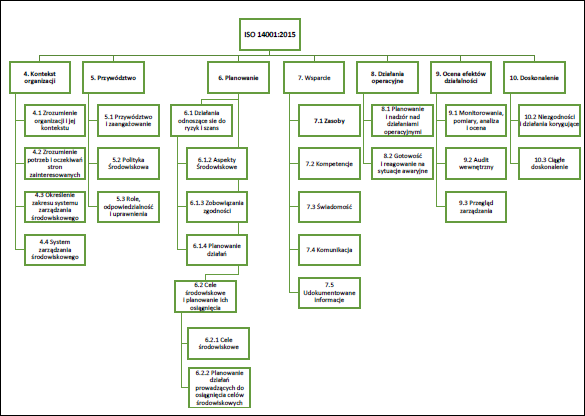 ISO 14001:2015
4. Kontekst
organizacji
5. Przywództwo
6. Planowanie
7. Wsparcie
8. Działania
operacyjne
9. Ocena efektów
działalności
10. Doskonalenie
4.1 Zrozumienie
organizacji i jej
kontekstu
4.2 Zrozumienie
potrzeb i oczekiwań
stron
zainteresowanych
4.3 Określenie
zakresu systemu
zarządzania
środowiskowego
4.4 System
zarządzania
środowiskowego
5.1 Przywództwo
i zaangażowanie
5.2 Polityka
Środowiskowa
5.3 Role,
odpowiedzialność
i uprawnienia
6.1 Działania
odnoszące sie do
ryzyk i szans
6.1.2 Aspekty
Środowiskowe
6.1.3 Zobowiązania
zgodności
6.1.4 Planowanie
działań
6.2 Cele
środowiskowe
i planowanie ich
osiągnięcia
6.2.1 Cele
środowiskowe
6.2.2 Planowanie
działań
prowadzących do
osiągnięcia celów
środowiskowych
7.1 Zasoby
7.2 Kompetencje
7.3 Świadomość
7.4 Komunikacja
7.5
Udokumentowane
informacje
8.1 Planowanie
i nadzór nad
działaniami
operacyjnymi
8.2 Gotowość
i reagowanie na
sytuacje awaryjne
9.1 Monitorowania,
pomiary, analiza
i ocena
9.2 Audit
wewnętrzny
9.3 Przegląd
zarządzania
10.2 Niezgodności
i działania korygujące
10.3 Ciągłe
doskonalenie